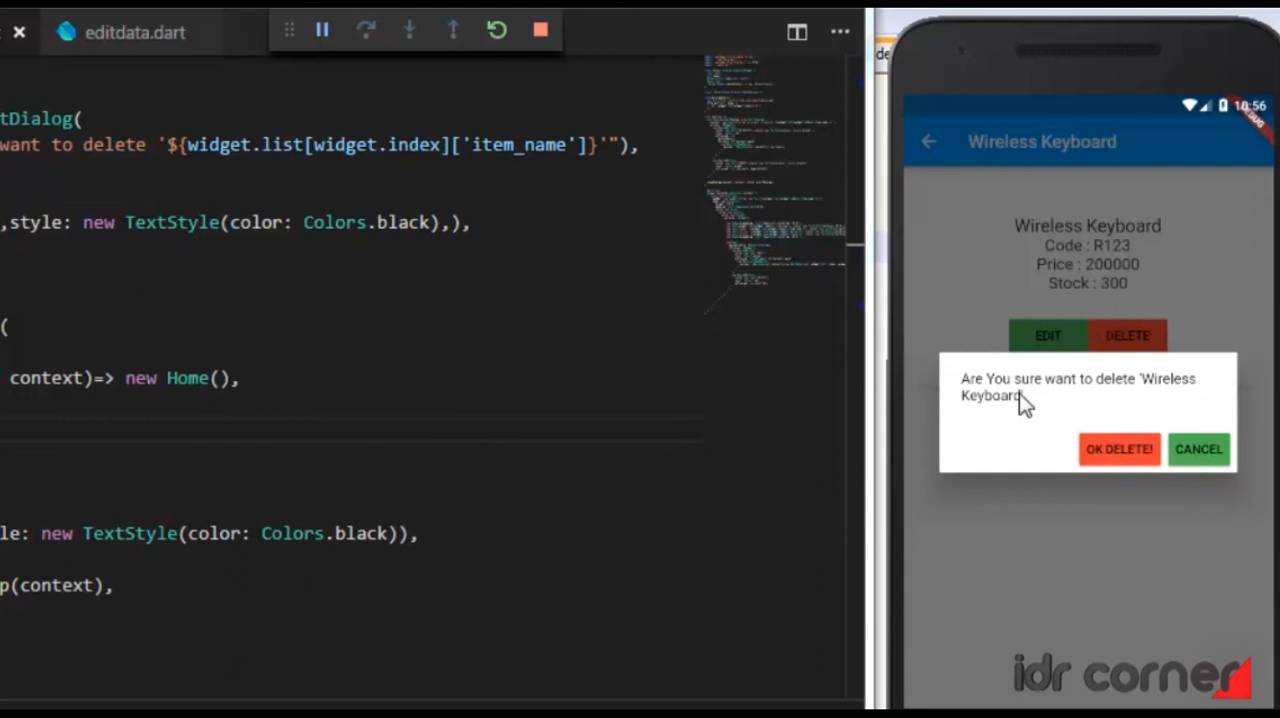 editdata.dart
tDialog(
want to delete '${widget.list[widget.index]['item_name']}'"),
,style: new TextStyle(color: Colors.black),),
(
context)=> new Home(),
le: new TextStyle(color: Colors.black)),
p(context),
de
10:56
Wireless Keyboard
Wireless Keyboard
Code : R123
Price : 200000
Stock : 300
EDIT DELETE
Are You sure want to delete 'Wireless
Keyboard'
OK DELETE! CANCEL
idr corner